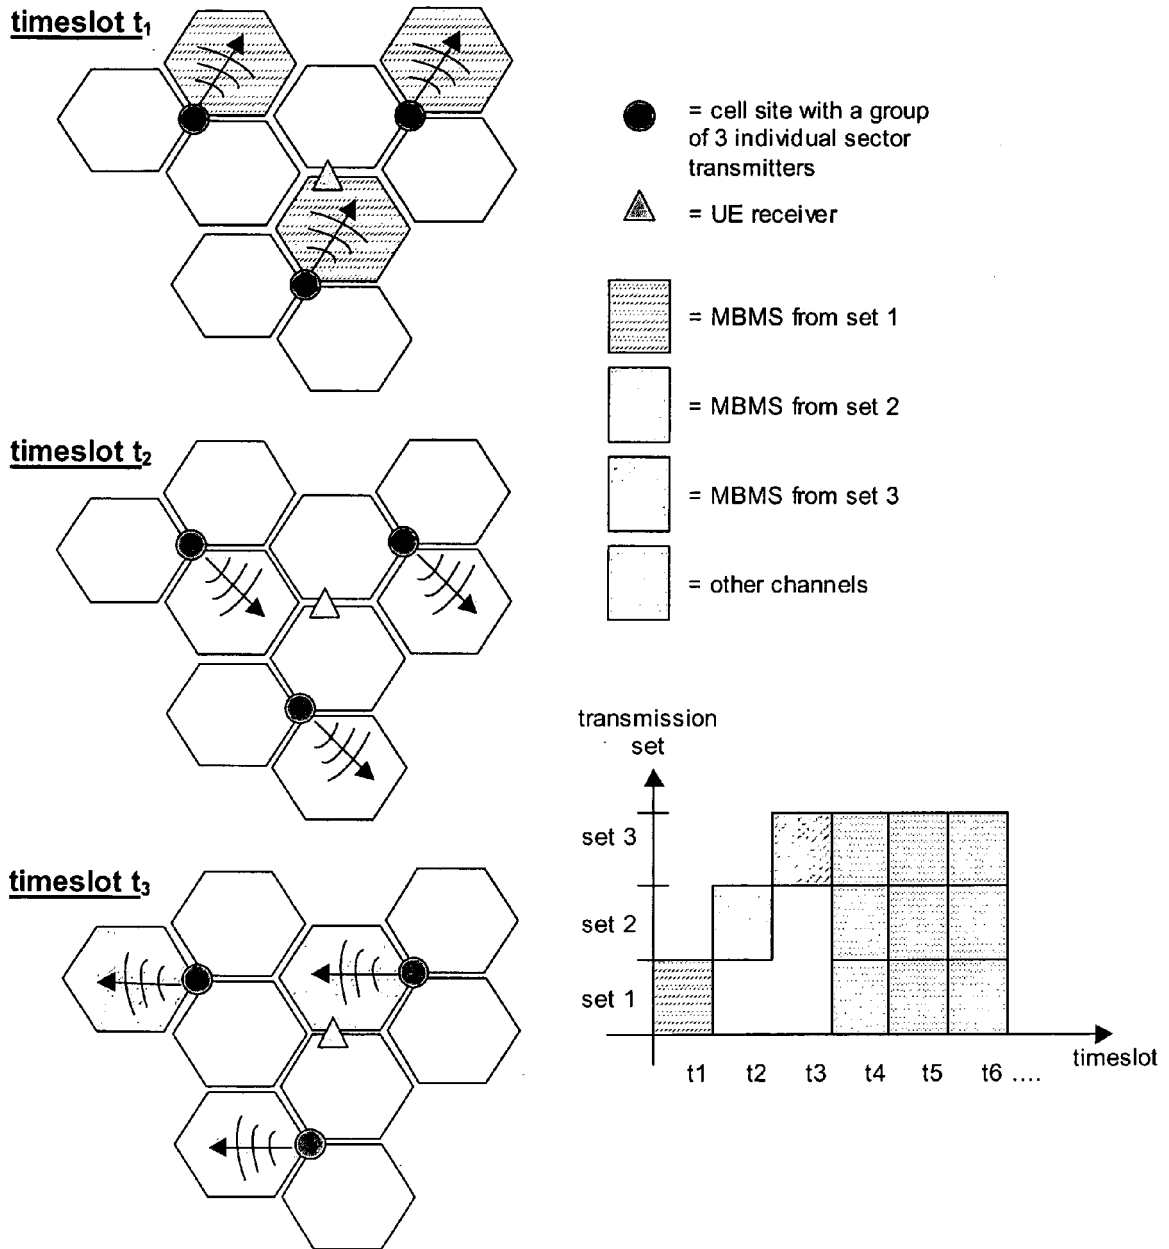 timeslot t1
= cell site with a group
of 3 individual sector
transmitters
= UE receiver
= MBMS from set 1
= MBMS from set 2
= MBMS from set 3
= other channels
timeslot t2
timeslot t3
transmission
set
set 3
set 2
set 1
t1 t2 t3 t4 t5 t6 ....
timeslot